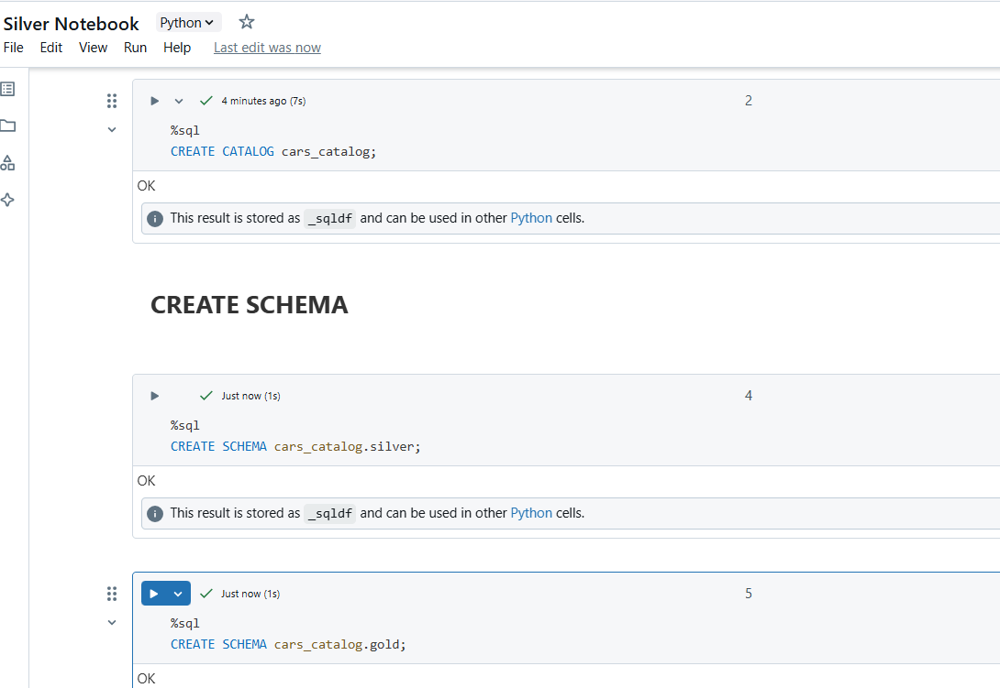 Silver Notebook Python
File Edit View Run Help Last edit was now
4 minutes ago (7s) 2
%sql
CREATE CATALOG cars_catalog;
OK
This result is stored as _sqldf and can be used in other Python cells.
CREATE SCHEMA
Just now (1s) 4
%sql
CREATE SCHEMA cars_catalog.silver;
OK
This result is stored as _sqldf and can be used in other Python cells.
Just now (1s) 5
%sql
CREATE SCHEMA cars_catalog.gold;
OK